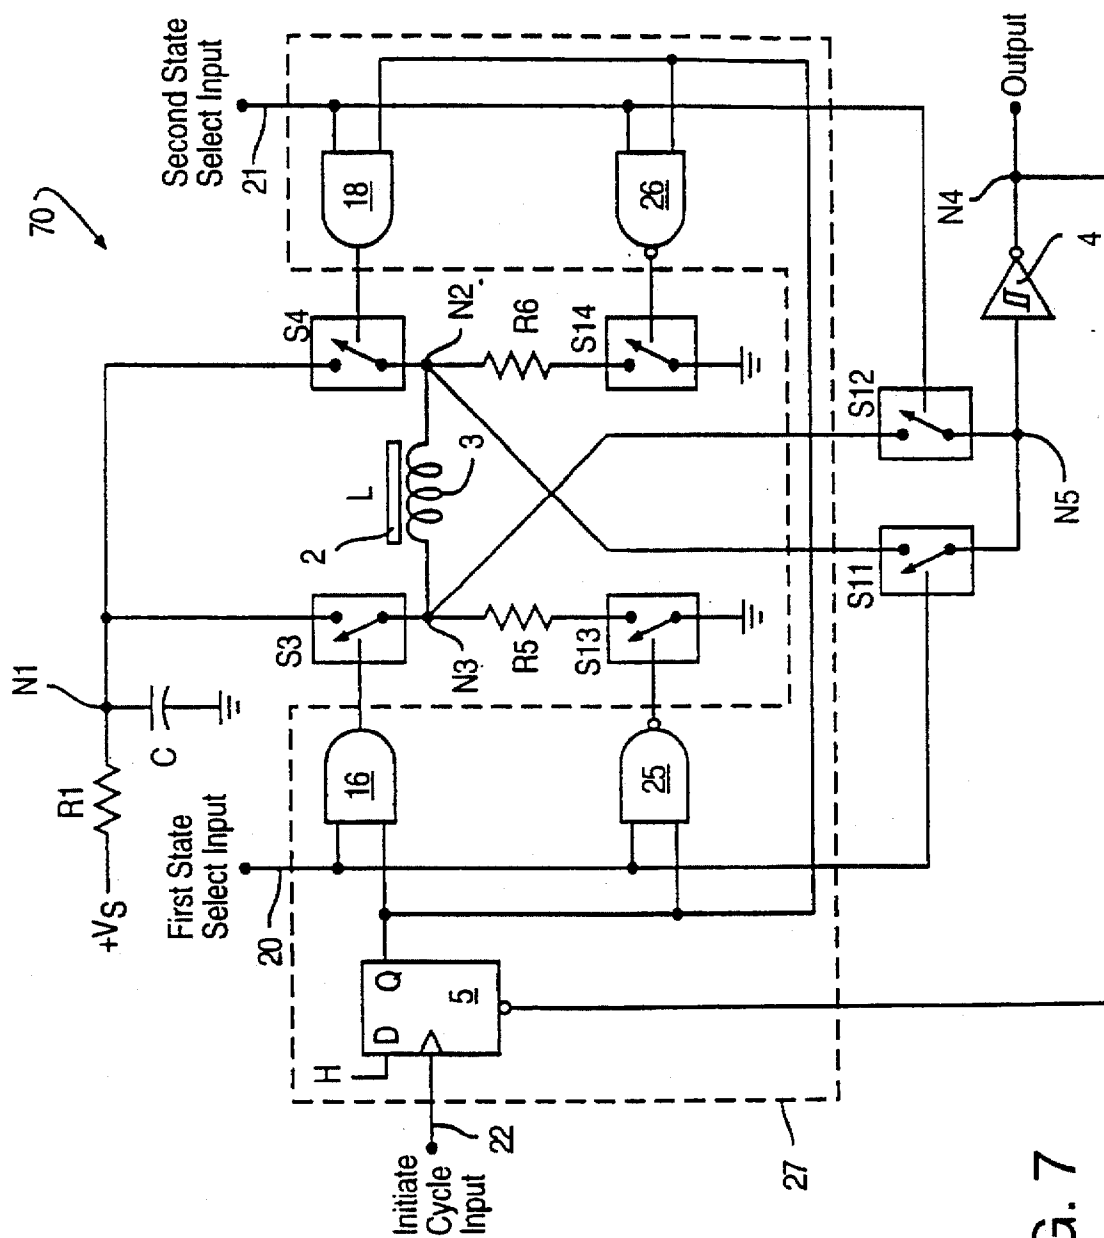 70
Second State
Select Input
21
18
26
S4
N2
R6
S14
N1
R1
+VS
C
L
2
3
S3
N3
R5
S13
First State
Select Input
20
16
25
H
D Q
5
Initiate
Cycle
Input
22
27
S12
S11
N5
N4
4
Output
G. 7